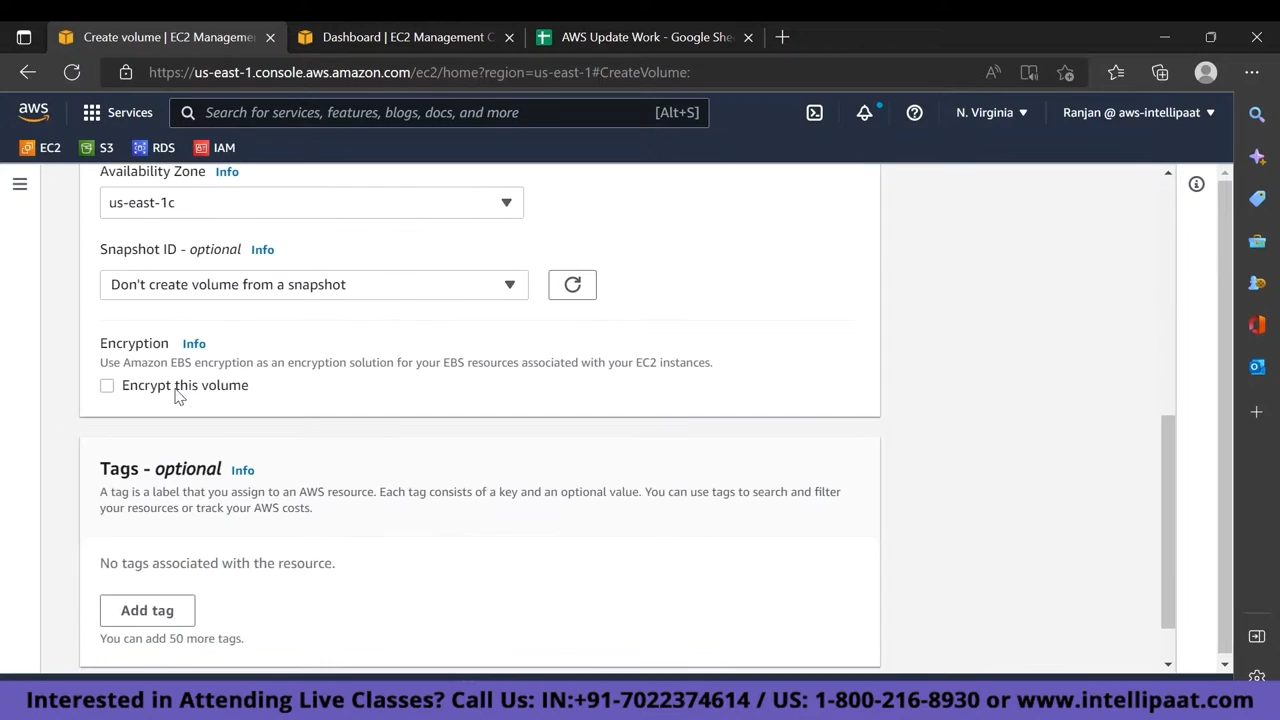 Create volume | EC2 Manageme
Dashboard | EC2 Management C
AWS Update Work - Google She
https://us-east-1.console.aws.amazon.com/ec2/home?region=us-east-1#CreateVolume:
aws
Services
Search for services, features, blogs, docs, and more
[Alt+S]
N. Virginia
Ranjan @ aws-intellipaat
EC2
S3
RDS
IAM
Availability Zone Info
us-east-1c
Snapshot ID - optional Info
Don't create volume from a snapshot
Encryption Info
Use Amazon EBS encryption as an encryption solution for your EBS resources associated with your EC2 instances.
Encrypt this volume
Tags - optional Info
A tag is a label that you assign to an AWS resource. Each tag consists of a key and an optional value. You can use tags to search and filter
your resources or track your AWS costs.
No tags associated with the resource.
Add tag
You can add 50 more tags.
Interested in Attending Live Classes? Call Us: IN:+91-7022374614 / US: 1-800-216-8930 or www.intellipaat.com